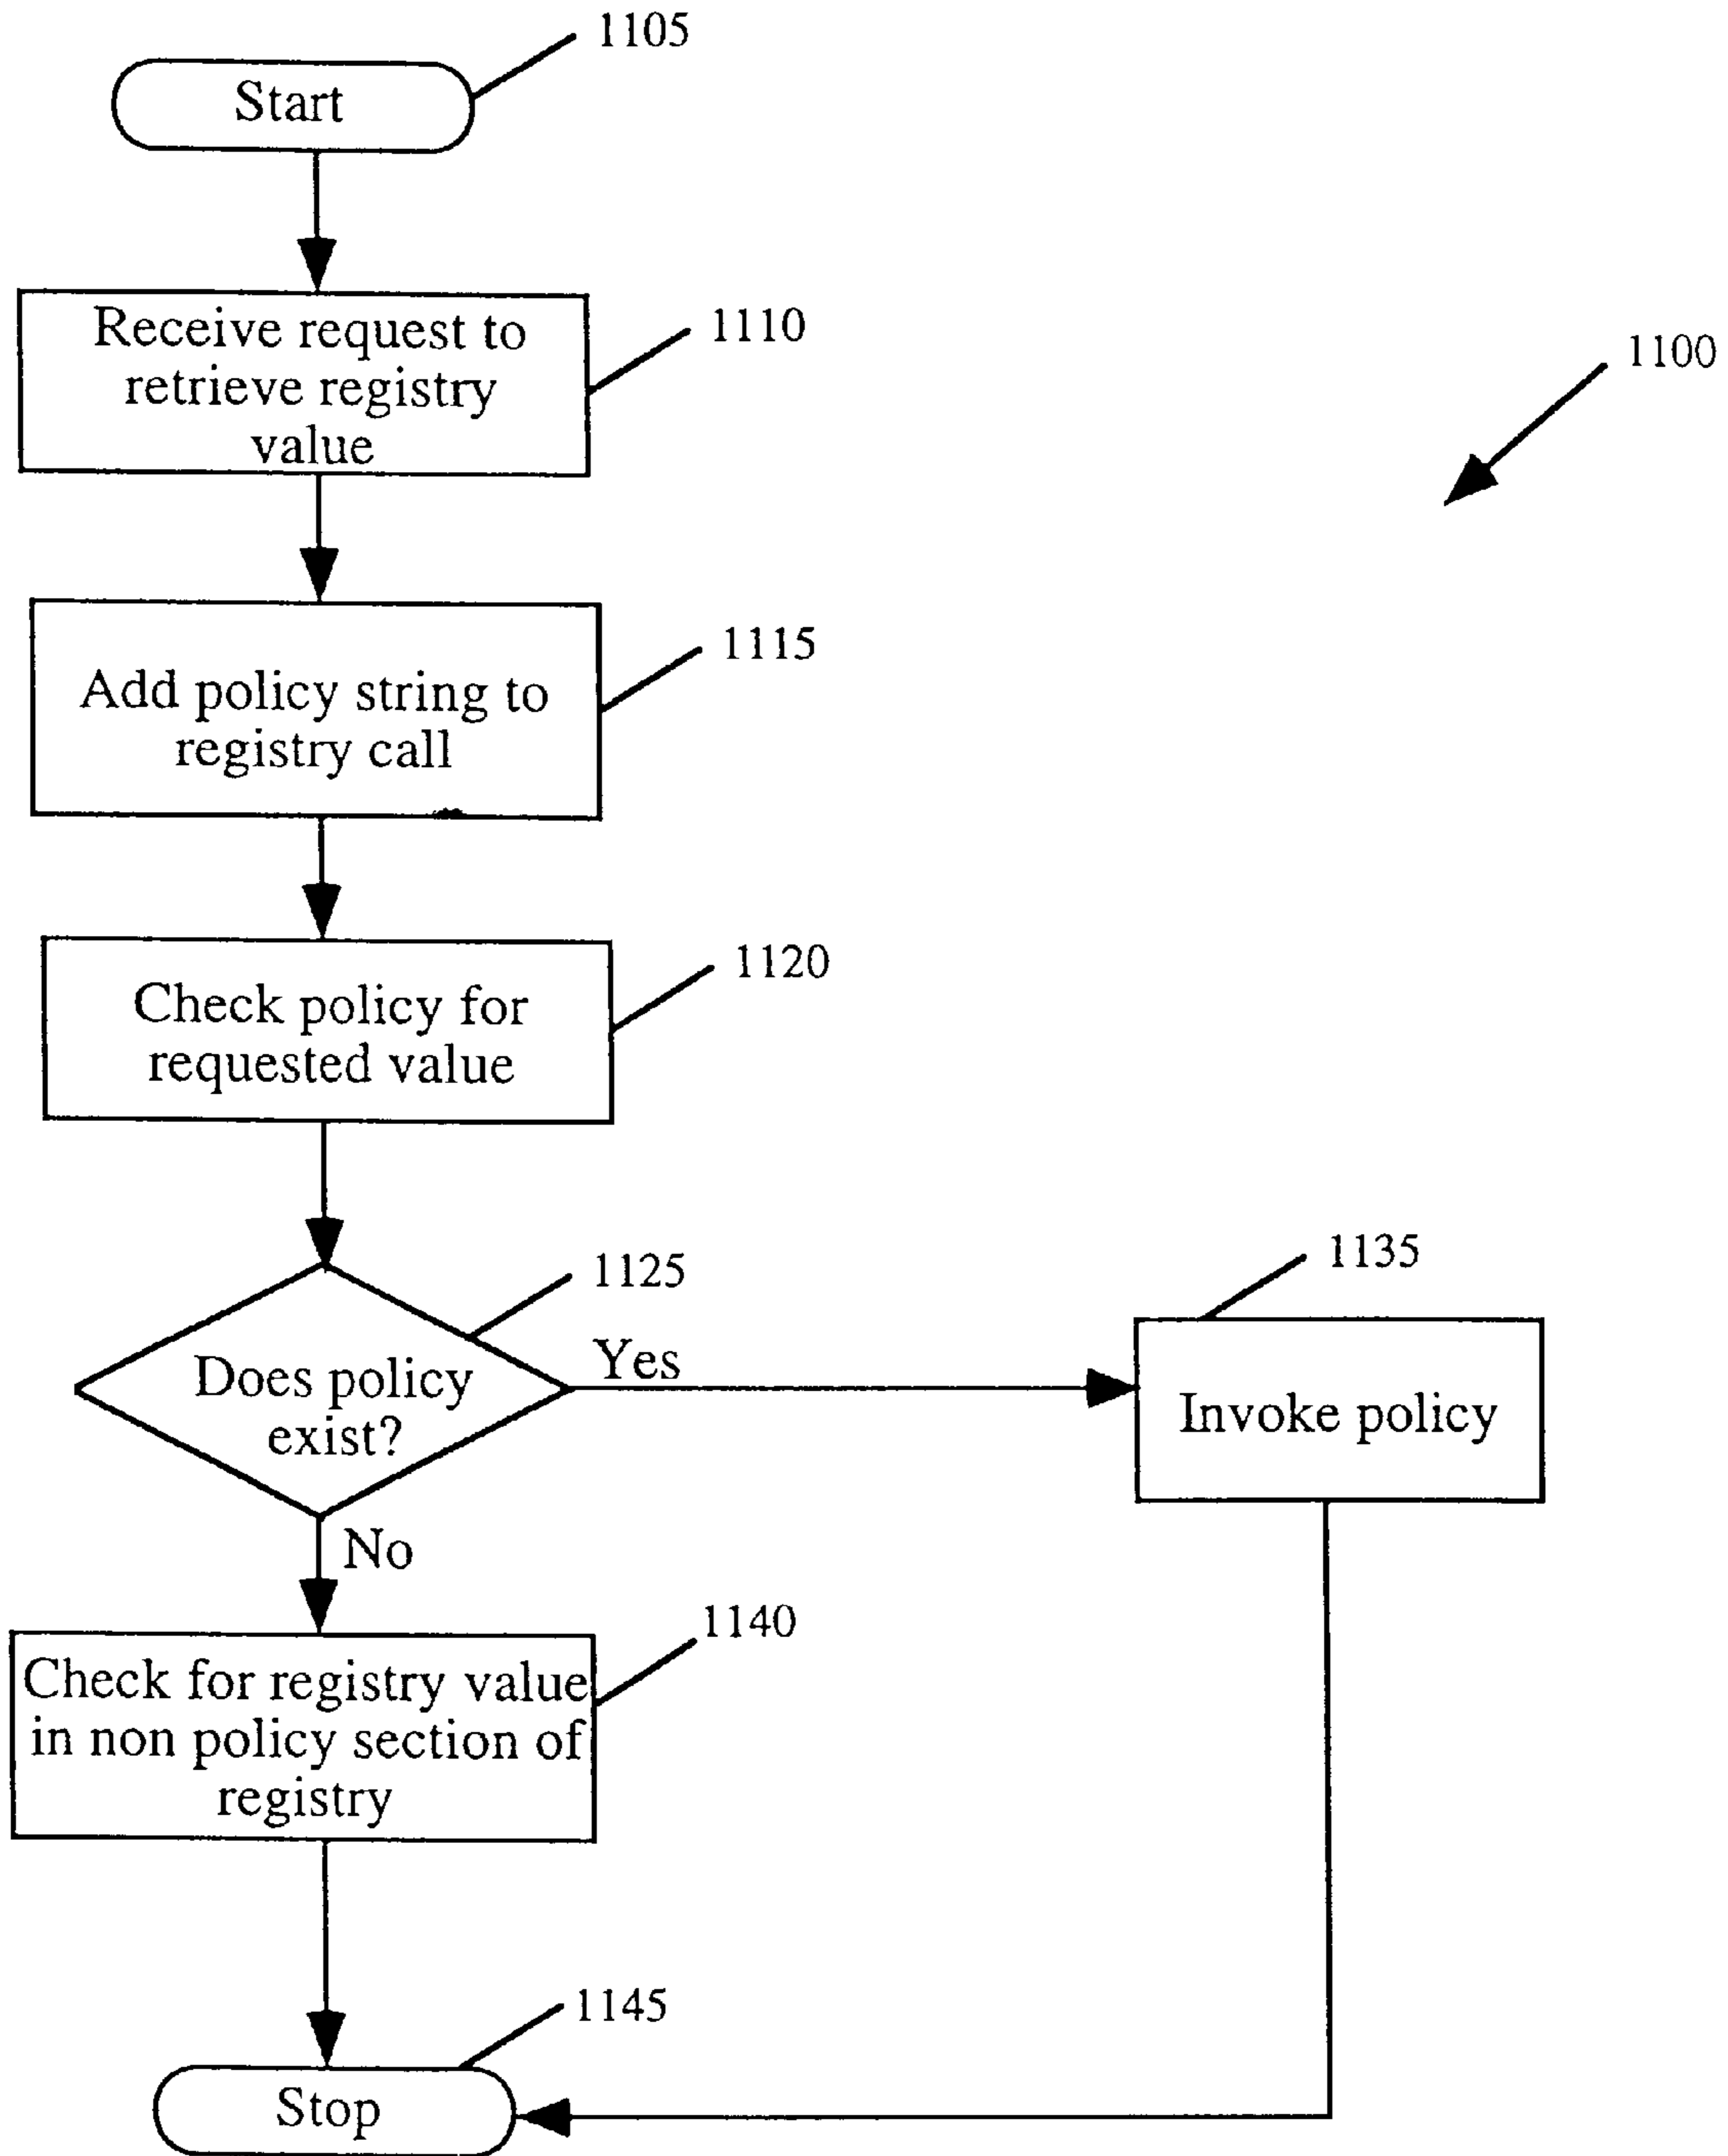 1105
Start
1110
Receive request to
retrieve registry
value
1100
1115
Add policy string to
registry call
1120
Check policy for
requested value
1125
Does policy
exist?
Yes
1135
Invoke policy
No
1140
Check for registry value
in non policy section of
registry
1145
Stop